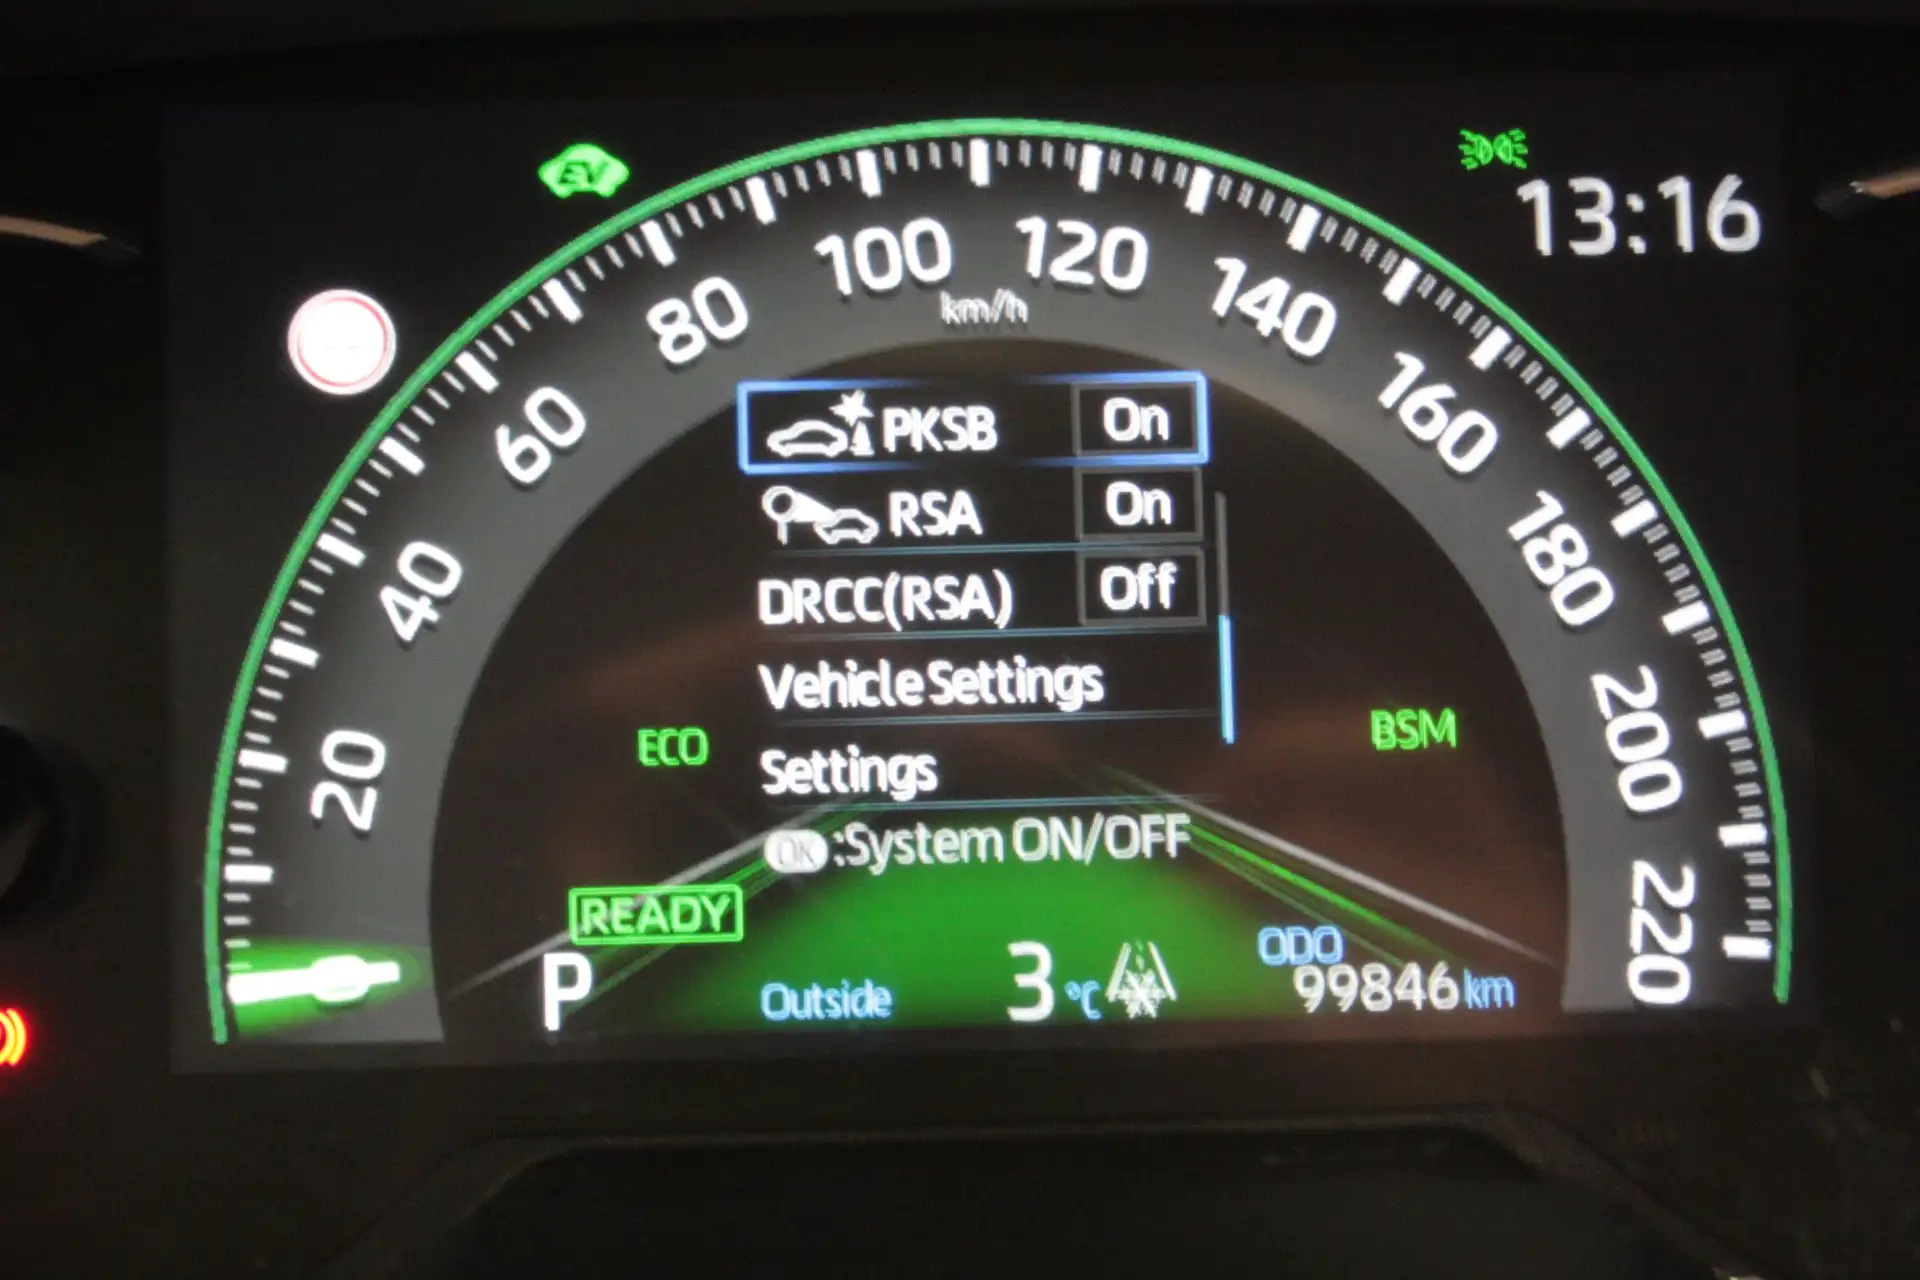 EV
13:16
20
40
60
80
100
120
140
160
180
200
220
km/h
PKSB On
RSA On
DRCC(RSA) Off
Vehicle Settings
Settings
OK :System ON/OFF
ECO
BSM
READY
P
Outside 3 °C
ODO
99846 km